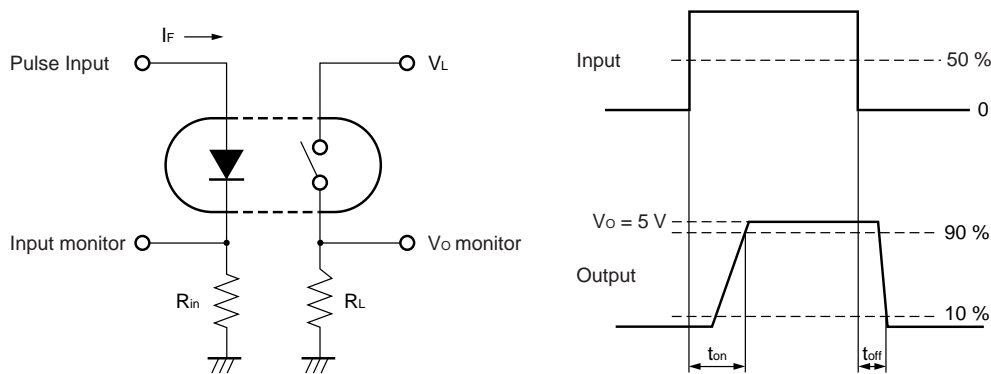 IF
Pulse Input
VL
Input monitor
VO monitor
Rin
RL
Input
50 %
0
VO = 5 V
90 %
Output
10 %
ton
toff